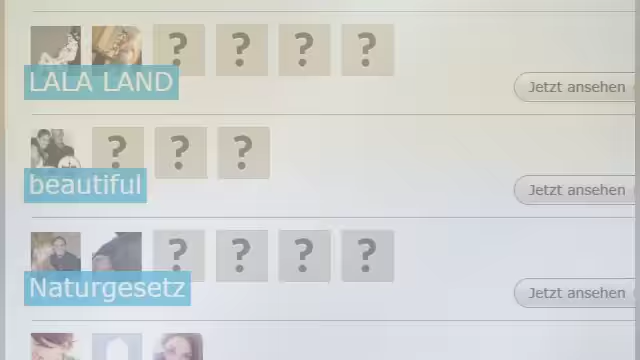 ? ? ? ?
LALA LAND
Jetzt ansehen
? ? ?
beautiful
Jetzt ansehen
? ? ? ?
Naturgesetz
Jetzt ansehen